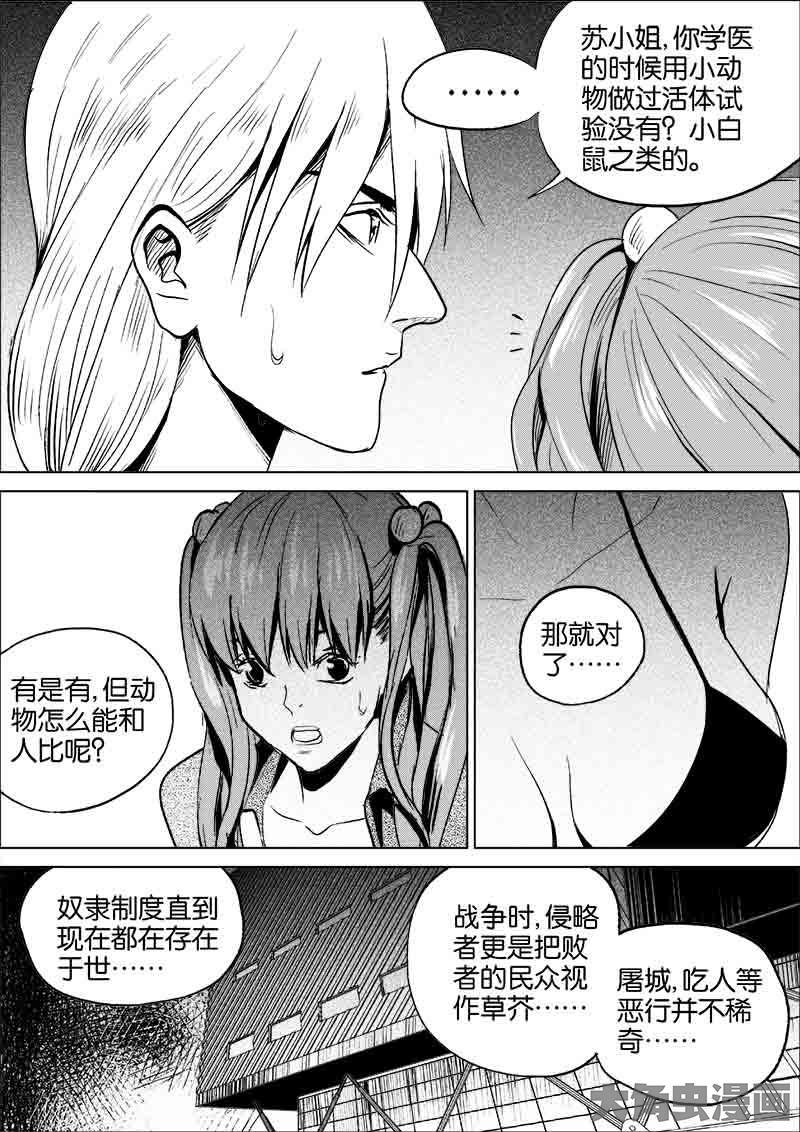 苏小姐,你学医
的时候用小动
物做过活体试
验没有?小白
鼠之类的。
……
有是有,但动
物怎么能和
人比呢?
那就对
了……
奴隶制度直到
现在都在存在
于世……
战争时,侵略
者更是把败
者的民众视
作草芥……
屠城,吃人等
恶行并不稀
奇……
大角虫漫画